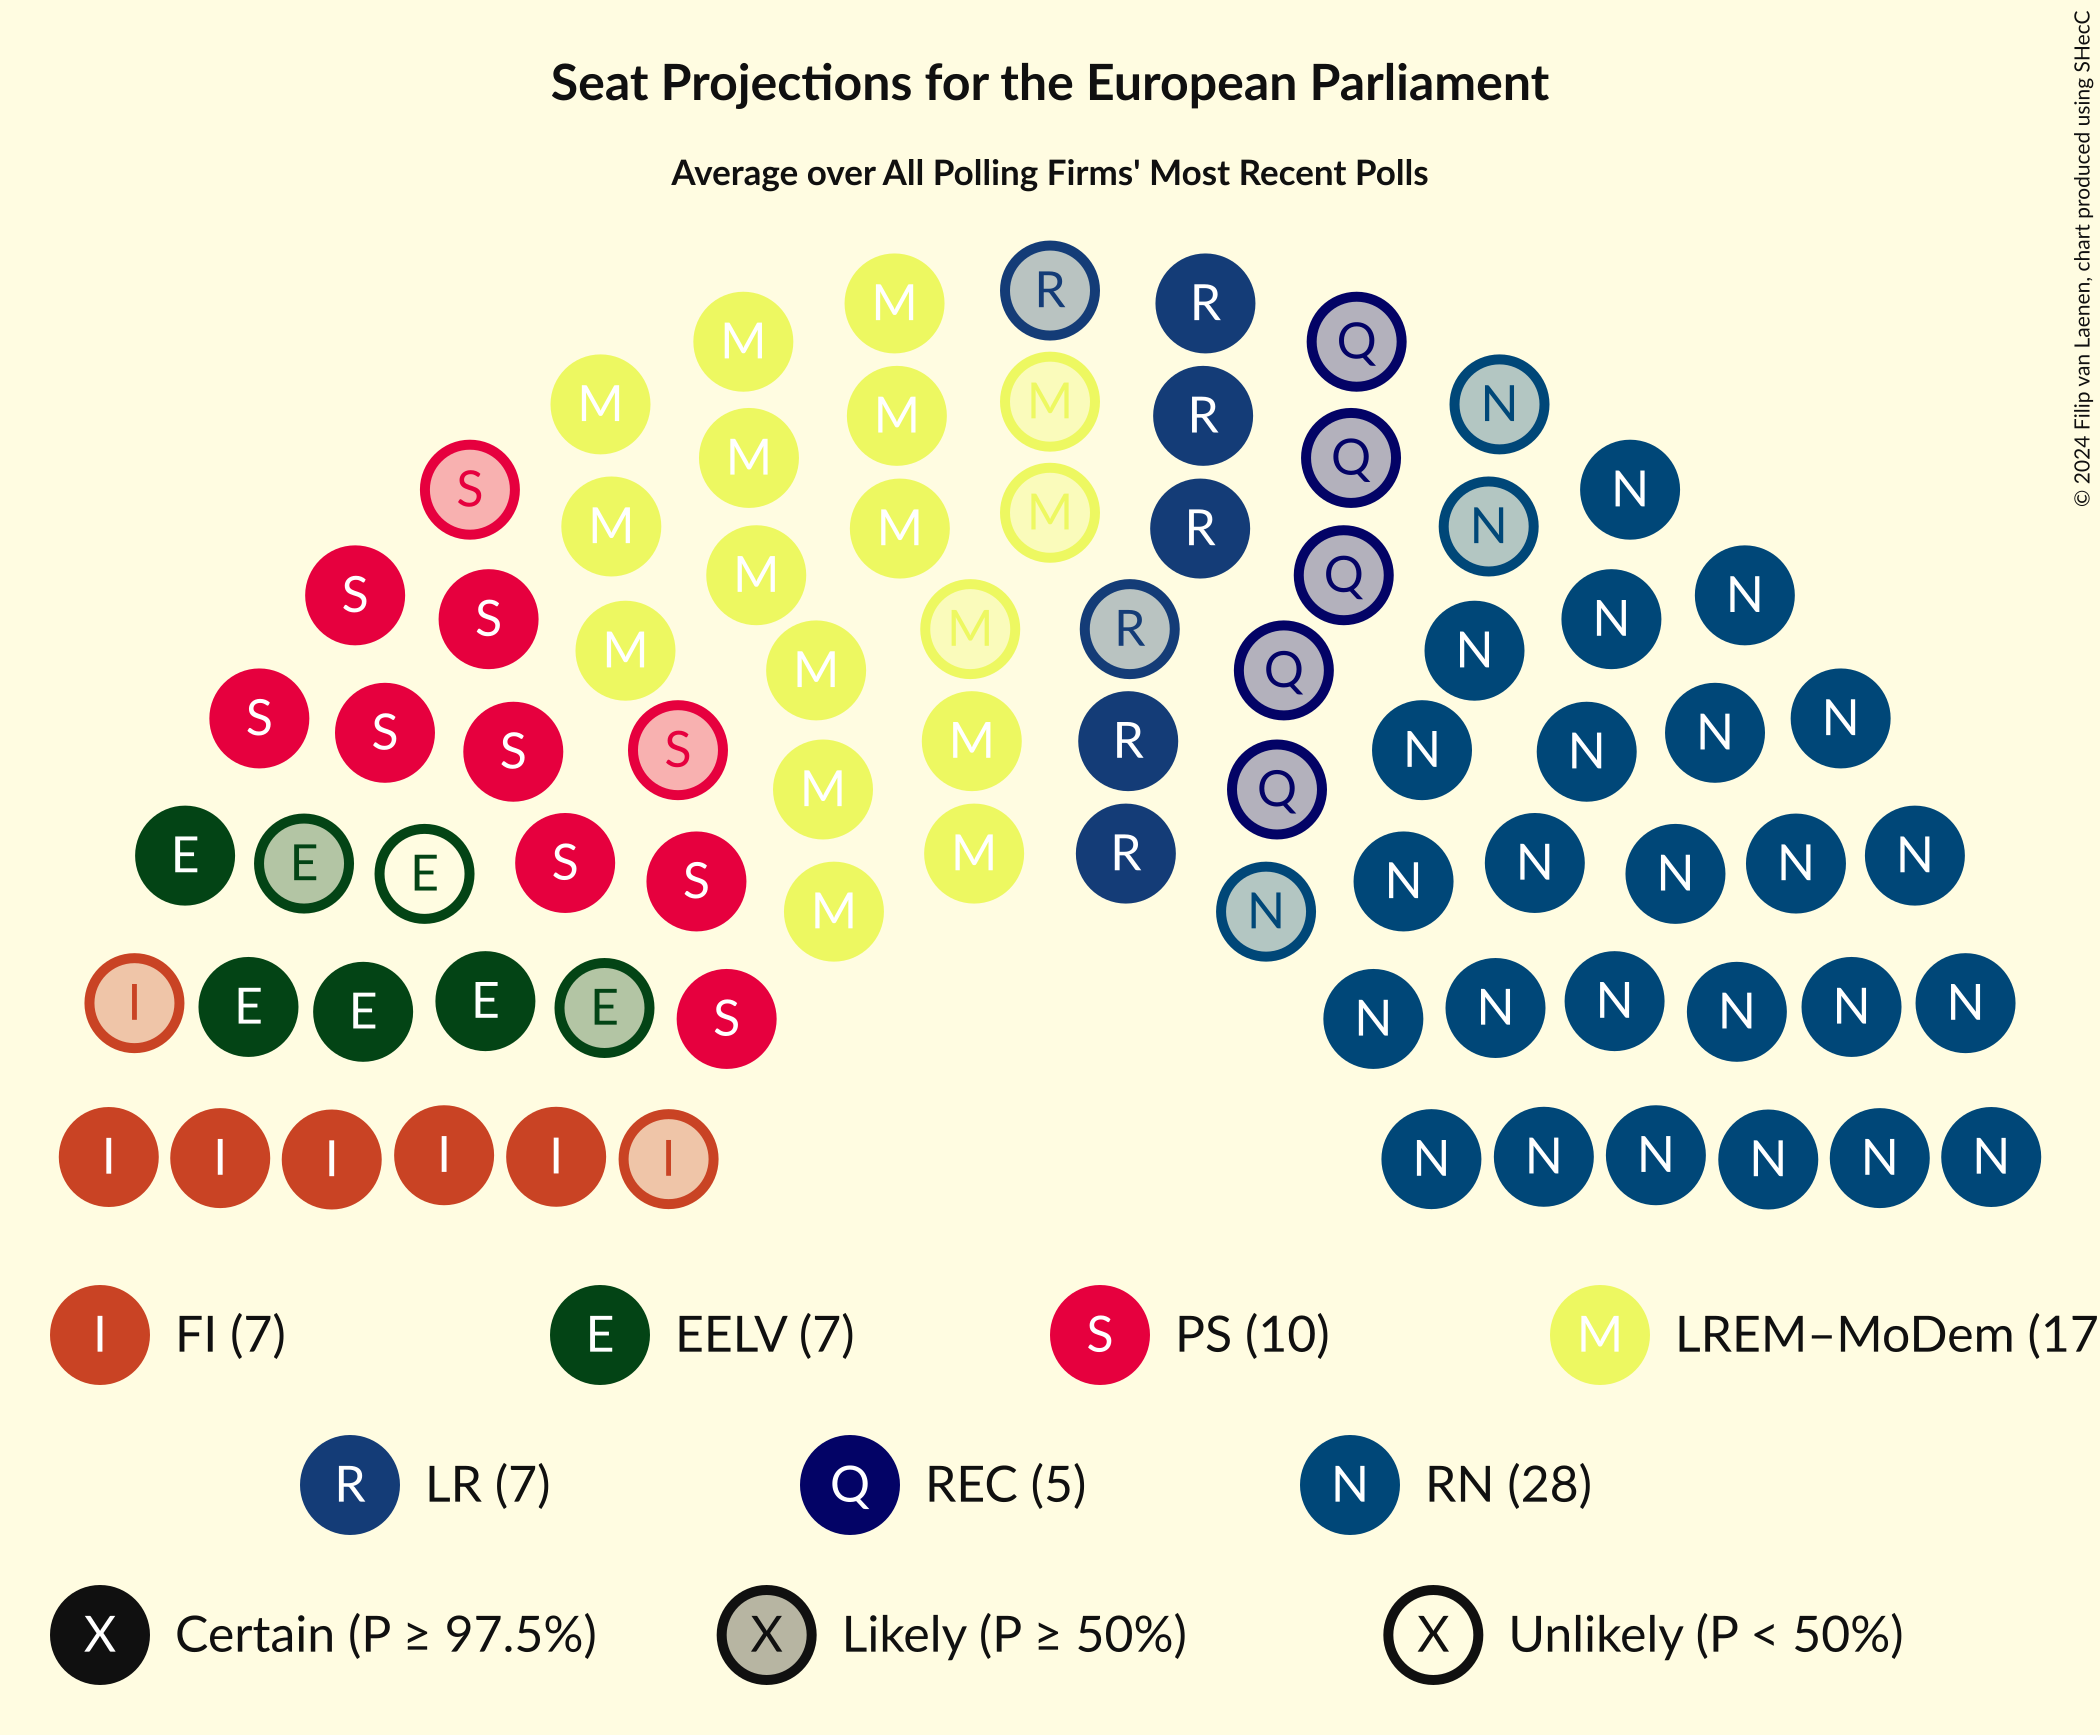 Seat Projections for the European Parliament
Average over All Polling Firms' Most Recent Polls
© 2024 Filip van Laenen, chart produced using SHecC
R
M R R Q
M M M R Q N
M M M M R Q N N
S M M M R Q N N
S S M M M R Q N N N
S S S S M M R Q N N N N
E E E S S M M R N N N N N N
I E E E E S N N N N N N
I I I I I I N N N N N N
I FI (7) E EELV (7) S PS (10) M LREM–MoDem (17
R LR (7) Q REC (5) N RN (28)
X Certain (P ≥ 97.5%) X Likely (P ≥ 50%) X Unlikely (P < 50%)